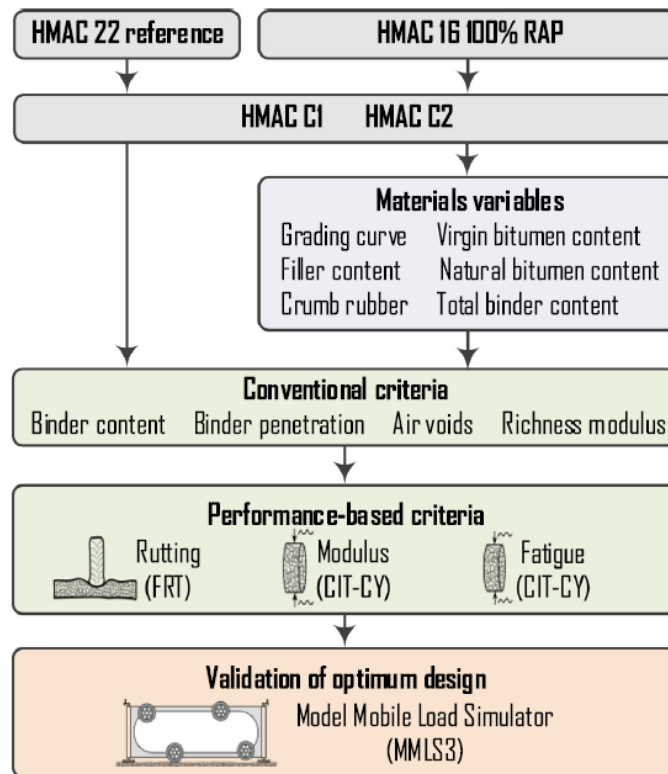 HMAC 22 reference
HMAC 16 100% RAP
HMAC C1 HMAC C2
Materials variables
Grading curve Virgin bitumen content
Filler content Natural bitumen content
Crumb rubber Total binder content
Conventional criteria
Binder content Binder penetration Air voids Richness modulus
Performance-based criteria
Rutting
(FRT)
Modulus
(CIT-CY)
Fatigue
(CIT-CY)
Validation of optimum design
Model Mobile Load Simulator
(MMLS3)